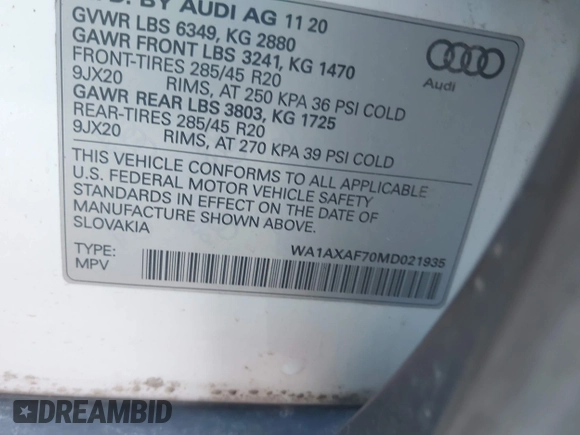 BY AUDI AG 11 20
GVWR LBS 6349, KG 2880
GAWR FRONT LBS 3241, KG 1470
FRONT-TIRES 285/45 R20
9JX20 RIMS, AT 250 KPA 36 PSI COLD
GAWR REAR LBS 3803, KG 1725
REAR-TIRES 285/45 R20
9JX20 RIMS, AT 270 KPA 39 PSI COLD
Audi
THIS VEHICLE CONFORMS TO ALL APPLICABLE
U.S. FEDERAL MOTOR VEHICLE SAFETY
STANDARDS IN EFFECT ON THE DATE OF
MANUFACTURE SHOWN ABOVE.
SLOVAKIA
TYPE: WA1AXAF70MD021935
MPV
DREAMBID